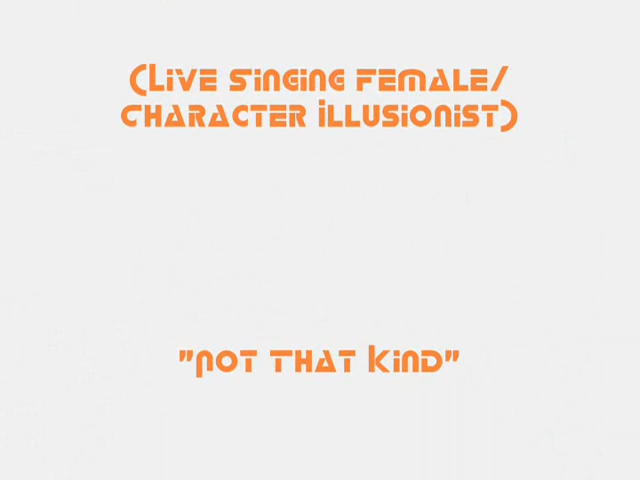 (Live Singing Female/
Character Illusionist)
"Not That Kind"